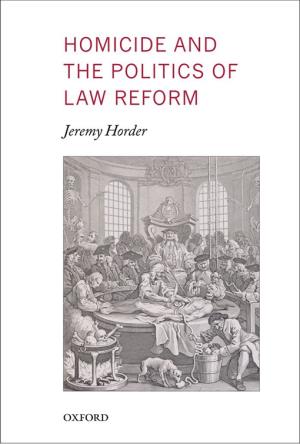 HOMICIDE AND
THE POLITICS OF
LAW REFORM
Jeremy Horder
OXFORD